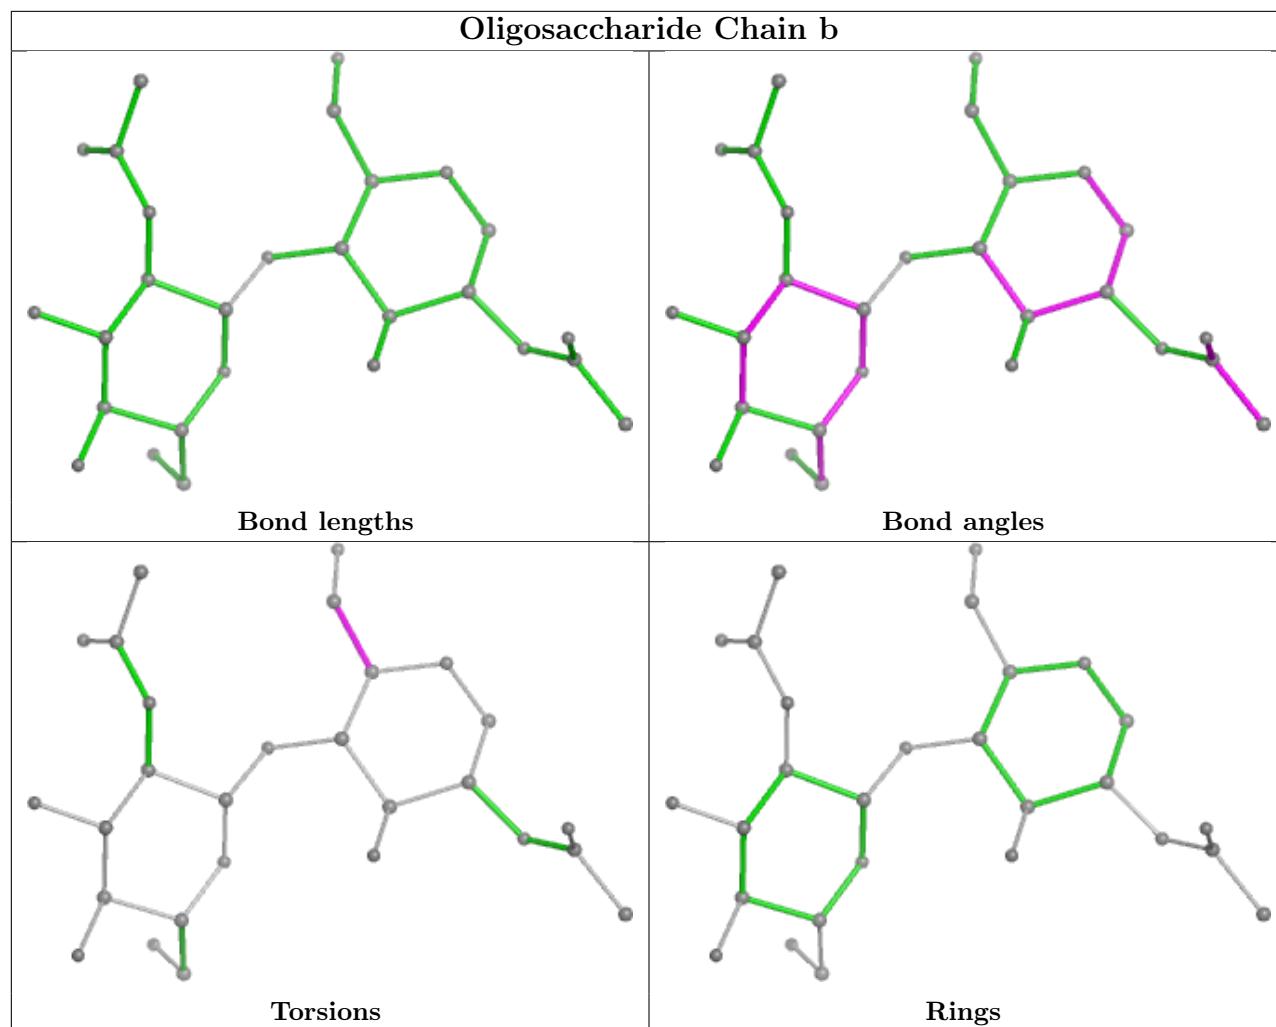 Oligosaccharide Chain b
Bond lengths
Bond angles
Torsions
Rings